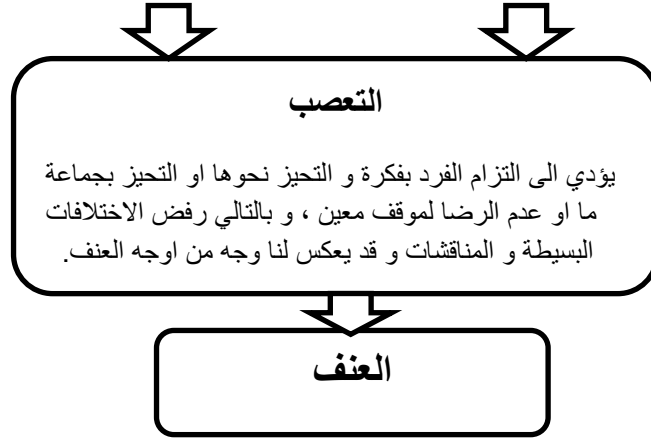 التعصب
يؤدي الى التزام الفرد بفكرة و التحيز نحوها او التحيز بجماعة
ما او عدم الرضا لموقف معين ، و بالتالي رفض الاختلافات
البسيطة و المناقشات و قد يعكس لنا وجه من اوجه العنف.
العنف